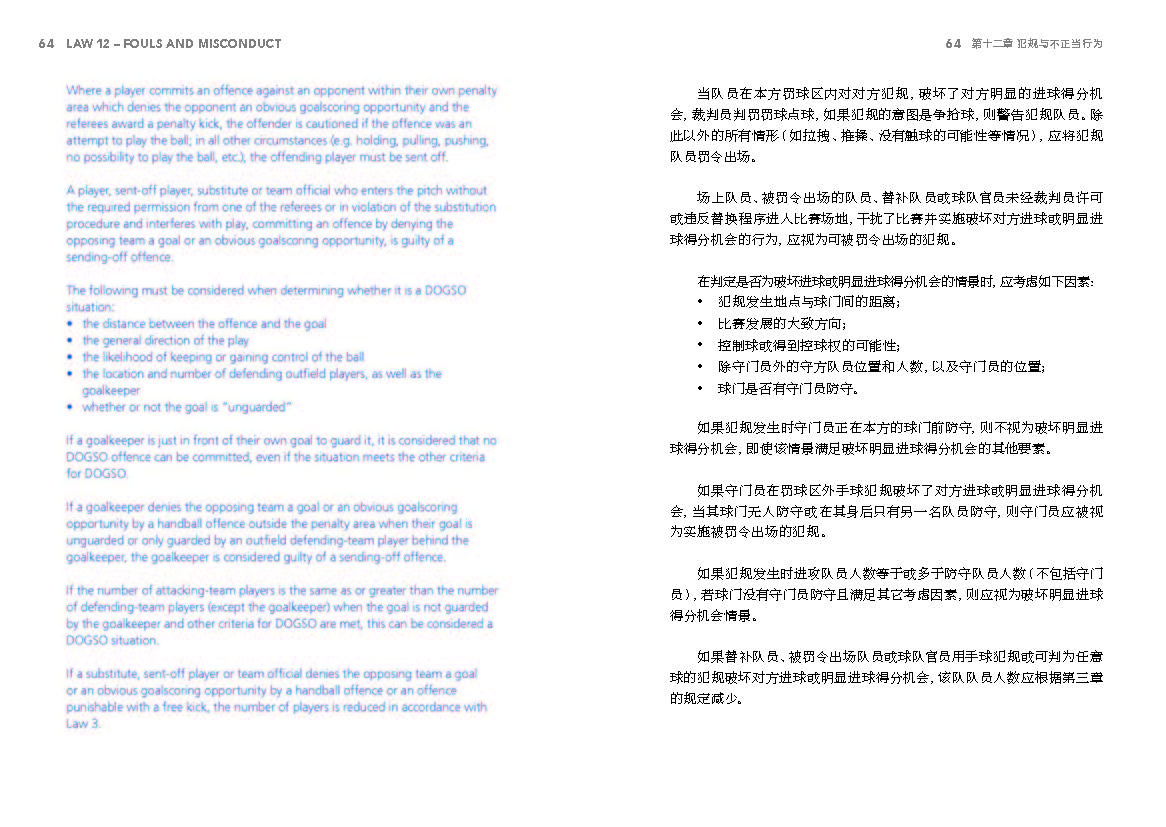 64 LAW 12 – FOULS AND MISCONDUCT
Where a player commits an offence against an opponent within their own penalty
area which denies the opponent an obvious goalscoring opportunity and the
referees award a penalty kick, the offender is cautioned if the offence was an
attempt to play the ball; in all other circumstances (e.g. holding, pulling, pushing,
no possibility to play the ball, etc.), the offending player must be sent off.
A player, sent-off player, substitute or team official who enters the pitch without
the required permission from one of the referees or in violation of the substitution
procedure and interferes with play, committing an offence by denying the
opposing team a goal or an obvious goalscoring opportunity, is guilty of a
sending-off offence.
The following must be considered when determining whether it is a DOGSO
situation:
• the distance between the offence and the goal
• the general direction of the play
• the likelihood of keeping or gaining control of the ball
• the location and number of defending outfield players, as well as the
goalkeeper
• whether or not the goal is “unguarded”
If a goalkeeper is just in front of their own goal to guard it, it is considered that no
DOGSO offence can be committed, even if the situation meets the other criteria
for DOGSO.
If a goalkeeper denies the opposing team a goal or an obvious goalscoring
opportunity by a handball offence outside the penalty area when their goal is
unguarded or only guarded by an outfield defending-team player behind the
goalkeeper, the goalkeeper is considered guilty of a sending-off offence.
If the number of attacking-team players is the same as or greater than the number
of defending-team players (except the goalkeeper) when the goal is not guarded
by the goalkeeper and other criteria for DOGSO are met, this can be considered a
DOGSO situation.
If a substitute, sent-off player or team official denies the opposing team a goal
or an obvious goalscoring opportunity by a handball offence or an offence
punishable with a free kick, the number of players is reduced in accordance with
Law 3.
64 第十二章 犯规与不正当行为
当队员在本方罚球区内对对方犯规，破坏了对方明显的进球得分机
会，裁判员判罚罚球点球，如果犯规的意图是争抢球，则警告犯规队员。除
此以外的所有情形（如拉拽、推搡、没有触球的可能性等情况），应将犯规
队员罚令出场。
场上队员、被罚令出场的队员、替补队员或球队官员未经裁判员许可
或违反替换程序进入比赛场地，干扰了比赛并实施破坏对方进球或明显进
球得分机会的行为，应视为可被罚令出场的犯规。
在判定是否为破坏进球或明显进球得分机会的情景时，应考虑如下因素：
• 犯规发生地点与球门间的距离；
• 比赛发展的大致方向；
• 控制球或得到控球权的可能性；
• 除守门员外的守方队员位置和人数，以及守门员的位置；
• 球门是否有守门员防守。
如果犯规发生时守门员正在本方的球门前防守，则不视为破坏明显进
球得分机会，即使该情景满足破坏明显进球得分机会的其他要素。
如果守门员在罚球区外手球犯规破坏了对方进球或明显进球得分机
会，当其球门无人防守或在其身后只有另一名队员防守，则守门员应被视
为实施被罚令出场的犯规。
如果犯规发生时进攻队员人数等于或多于防守队员人数（不包括守门
员），若球门没有守门员防守且满足其它考虑因素，则应视为破坏明显进球
得分机会情景。
如果替补队员、被罚令出场队员或球队官员用手球犯规或可判为任意
球的犯规破坏对方进球或明显进球得分机会，该队队员人数应根据第三章
的规定减少。